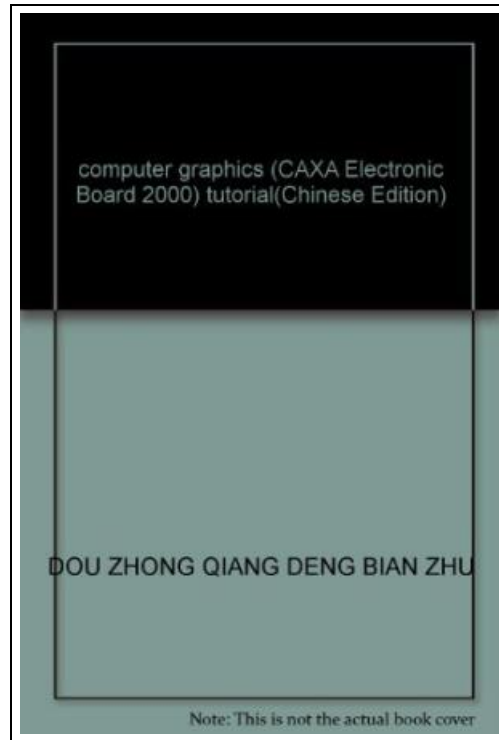 computer graphics (CAXA Electronic
Board 2000) tutorial(Chinese Edition)
DOU ZHONG QIANG DENG BIAN ZHU
Note: This is not the actual book cover